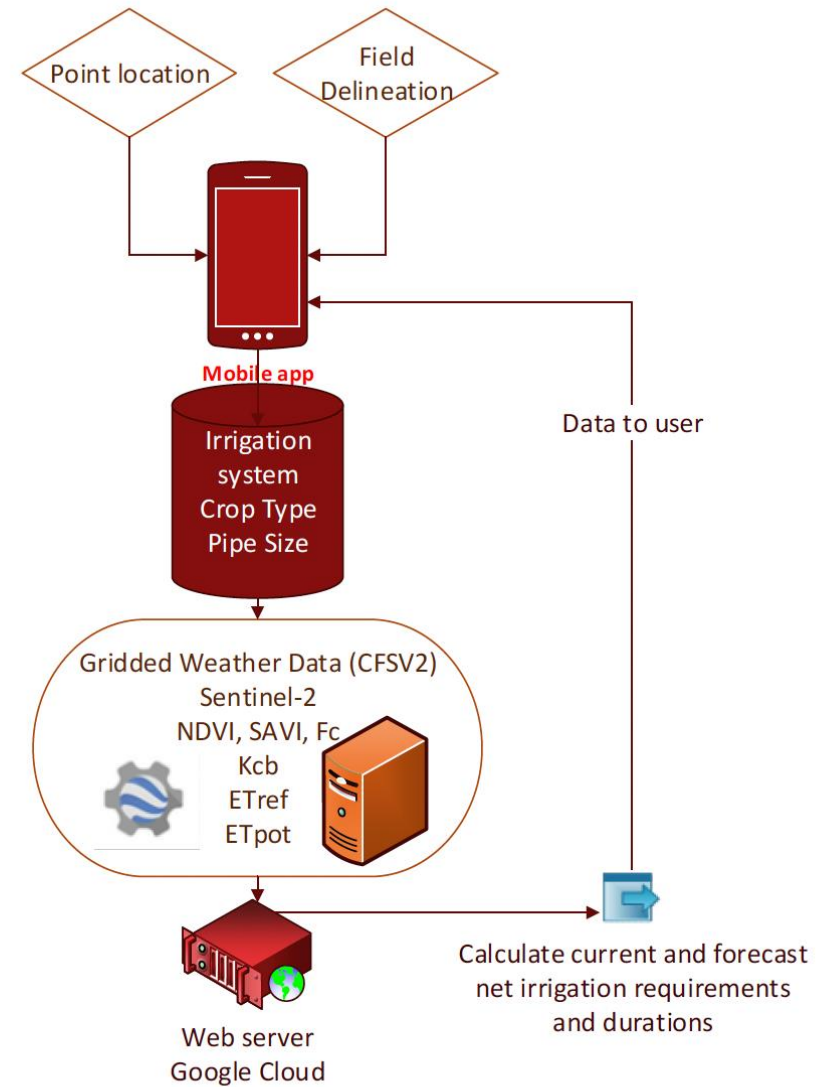 Point location
Field
Delineation
Mobile app
Irrigation
system
Crop Type
Pipe Size
Data to user
Gridded Weather Data (CFSV2)
Sentinel-2
NDVI, SAVI, Fc
Kcb
ETref
ETpot
Calculate current and forecast
net irrigation requirements
and durations
Web server
Google Cloud